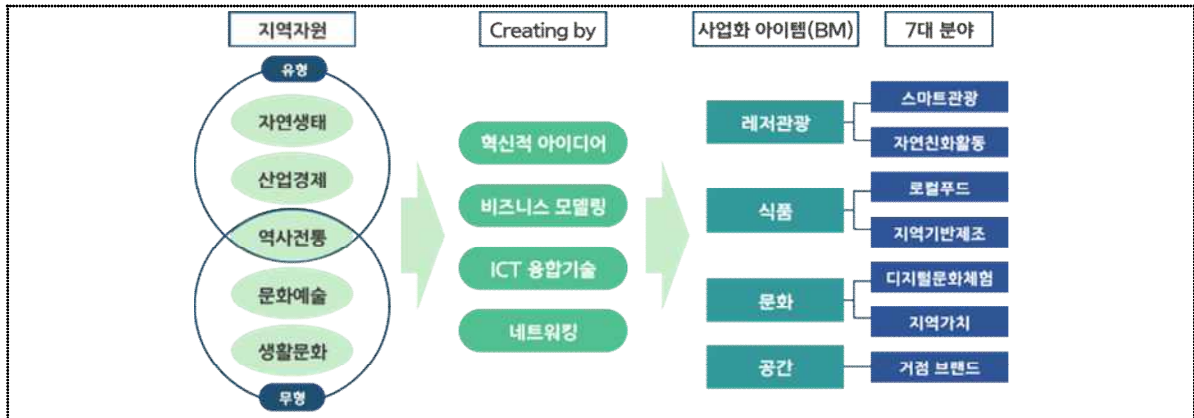 지역자원
유형
자연생태
산업경제
역사전통
문화예술
생활문화
무형
Creating by
혁신적 아이디어
비즈니스 모델링
ICT 융합기술
네트워킹
사업화 아이템(BM)
7대 분야
레저관광
스마트관광
자연친화활동
식품
로컬푸드
지역기반제조
문화
디지털문화체험
지역가치
공간
거점 브랜드